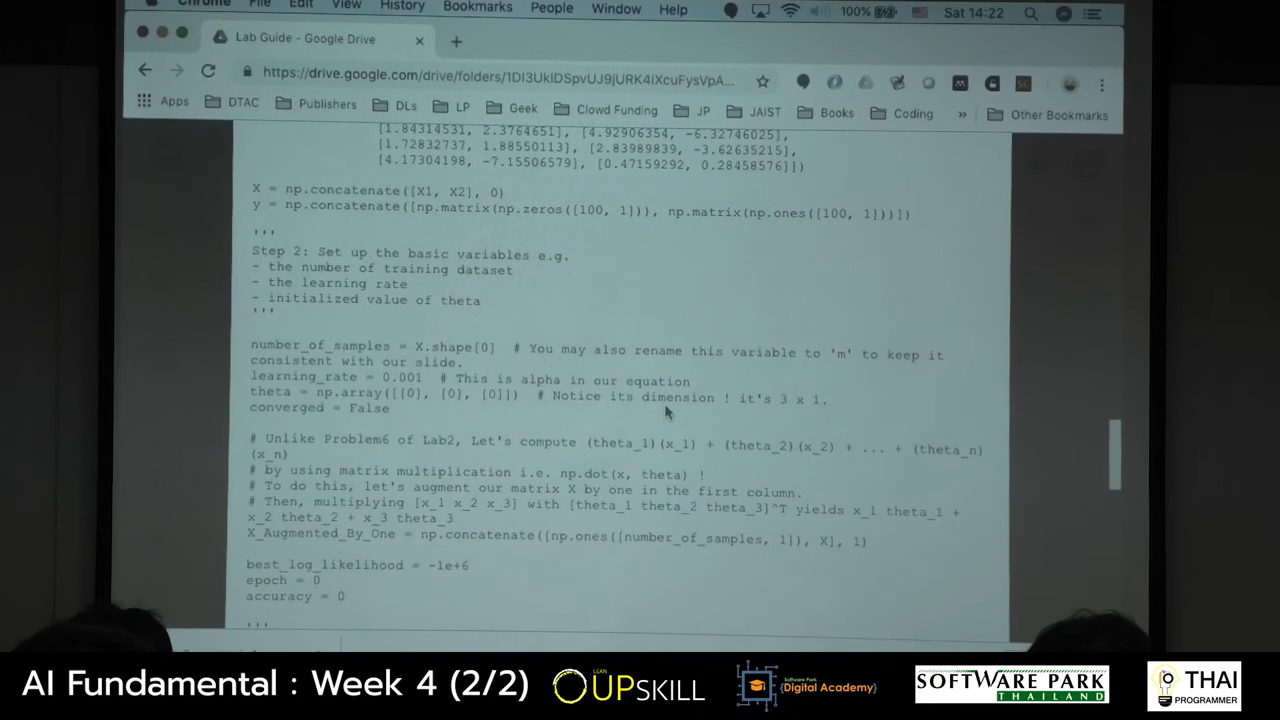 Chrome File Edit View History Bookmarks People Window Help 100% Sat 14:22
Lab Guide - Google Drive
https://drive.google.com/drive/folders/1DI3UklDSpvUJ9jURK4iXcuFysVpA...
Apps DTAC Publishers DLs LP Geek Clowd Funding JP JAIST Books Coding » Other Bookmarks
[1.84314531, 2.3764651], [4.92906354, -6.32746025],
[1.72832737, 1.88550113], [2.83989839, -3.62635215],
[4.17304198, -7.15506579], [0.47159292, 0.28458576]])
X = np.concatenate([X1, X2], 0)
y = np.concatenate([np.matrix(np.zeros([100, 1])), np.matrix(np.ones([100, 1]))])
'''
Step 2: Set up the basic variables e.g.
- the number of training dataset
- the learning rate
- initialized value of theta
'''
number_of_samples = X.shape[0] # You may also rename this variable to 'm' to keep it
consistent with our slide.
learning_rate = 0.001 # This is alpha in our equation
theta = np.array([[0], [0], [0]]) # Notice its dimension ! it's 3 x 1.
converged = False
# Unlike Problem6 of Lab2, Let's compute (theta_1)(x_1) + (theta_2)(x_2) + ... + (theta_n)
(x_n)
# by using matrix multiplication i.e. np.dot(x, theta) !
# To do this, let's augment our matrix X by one in the first column.
# Then, multiplying [x_1 x_2 x_3] with [theta_1 theta_2 theta_3]^T yields x_1 theta_1 +
x_2 theta_2 + x_3 theta_3
X_Augmented_By_One = np.concatenate([np.ones([number_of_samples, 1]), X], 1)
best_log_likelihood = -1e+6
epoch = 0
accuracy = 0
'''
AI Fundamental : Week 4 (2/2)
LEAN
UPSKILL
Software Park
{Digital Academy}
SOFTWARE PARK
THAILAND
THAI
PROGRAMMER